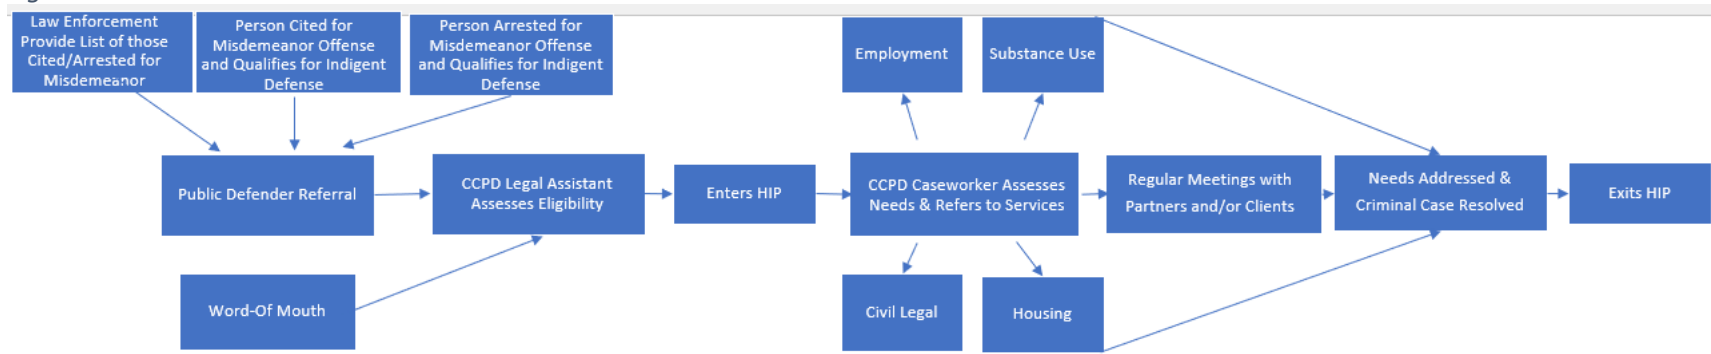 Law Enforcement
Provide List of those
Cited/Arrested for
Misdemeanor
Person Cited for
Misdemeanor Offense
and Qualifies for Indigent
Defense
Person Arrested for
Misdemeanor Offense
and Qualifies for Indigent
Defense
Employment
Substance Use
Public Defender Referral
CCPD Legal Assistant
Assesses Eligibility
Enters HIP
CCPD Caseworker Assesses
Needs & Refers to Services
Regular Meetings with
Partners and/or Clients
Needs Addressed &
Criminal Case Resolved
Exits HIP
Word-Of Mouth
Civil Legal
Housing